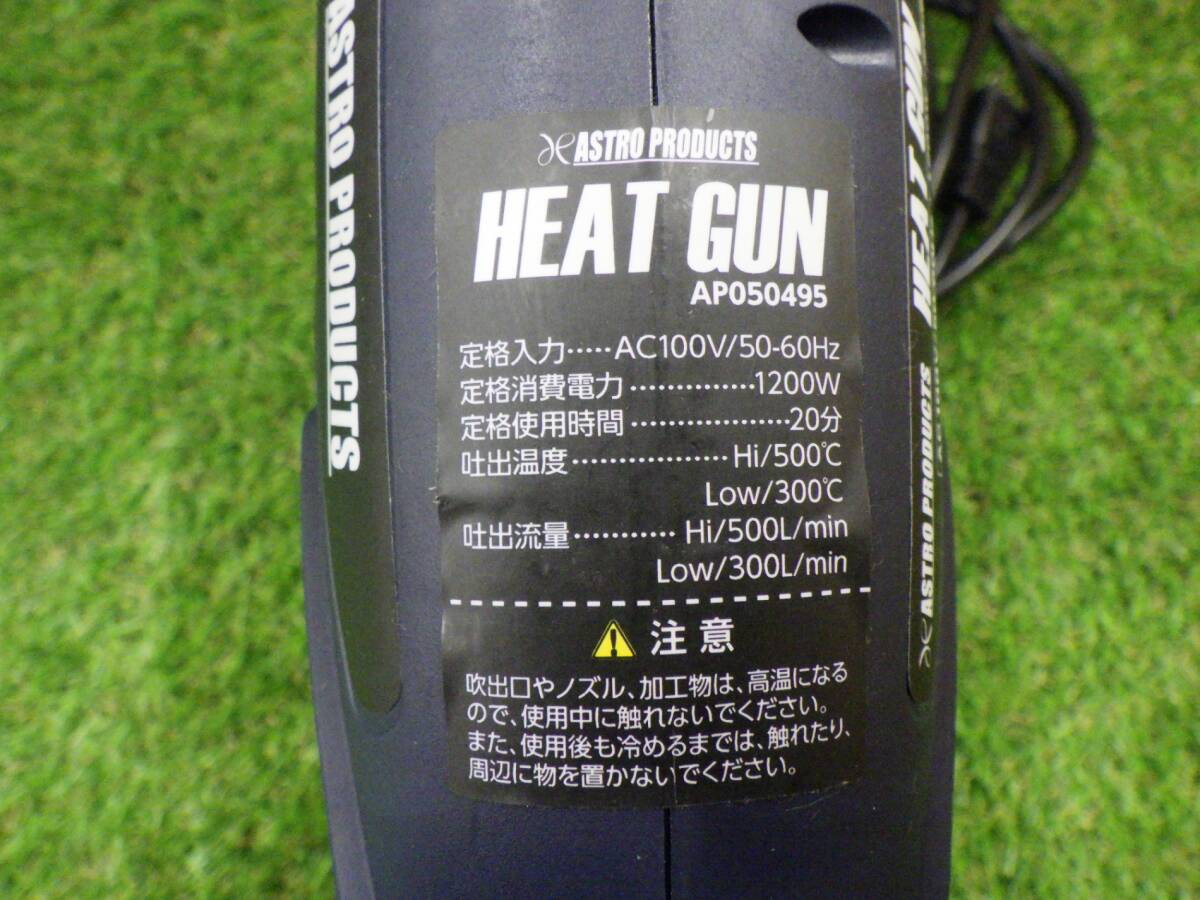 ASTRO PRODUCTS
ASTRO PRODUCTS
HEAT GUN
AP050495
定格入力·····AC100V/50-60Hz
定格消費電力··············1200W
定格使用時間··················20分
吐出温度·················Hi/500℃
Low/300℃
吐出流量···········Hi/500L/min
Low/300L/min
注意
吹出口やノズル、加工物は、高温になる
ので、使用中に触れないでください。
また、使用後も冷めるまでは、触れたり、
周辺に物を置かないでください。
HEAT GUN
ASTRO PRODUCTS